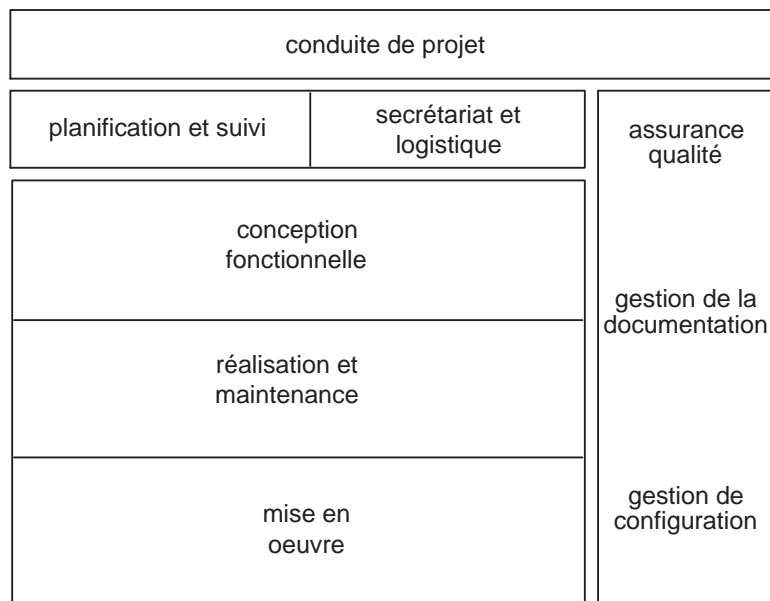 conduite de projet
planification et suivi
secrétariat et
logistique
assurance
qualité
conception
fonctionnelle
gestion de la
documentation
réalisation et
maintenance
gestion de
configuration
mise en
oeuvre